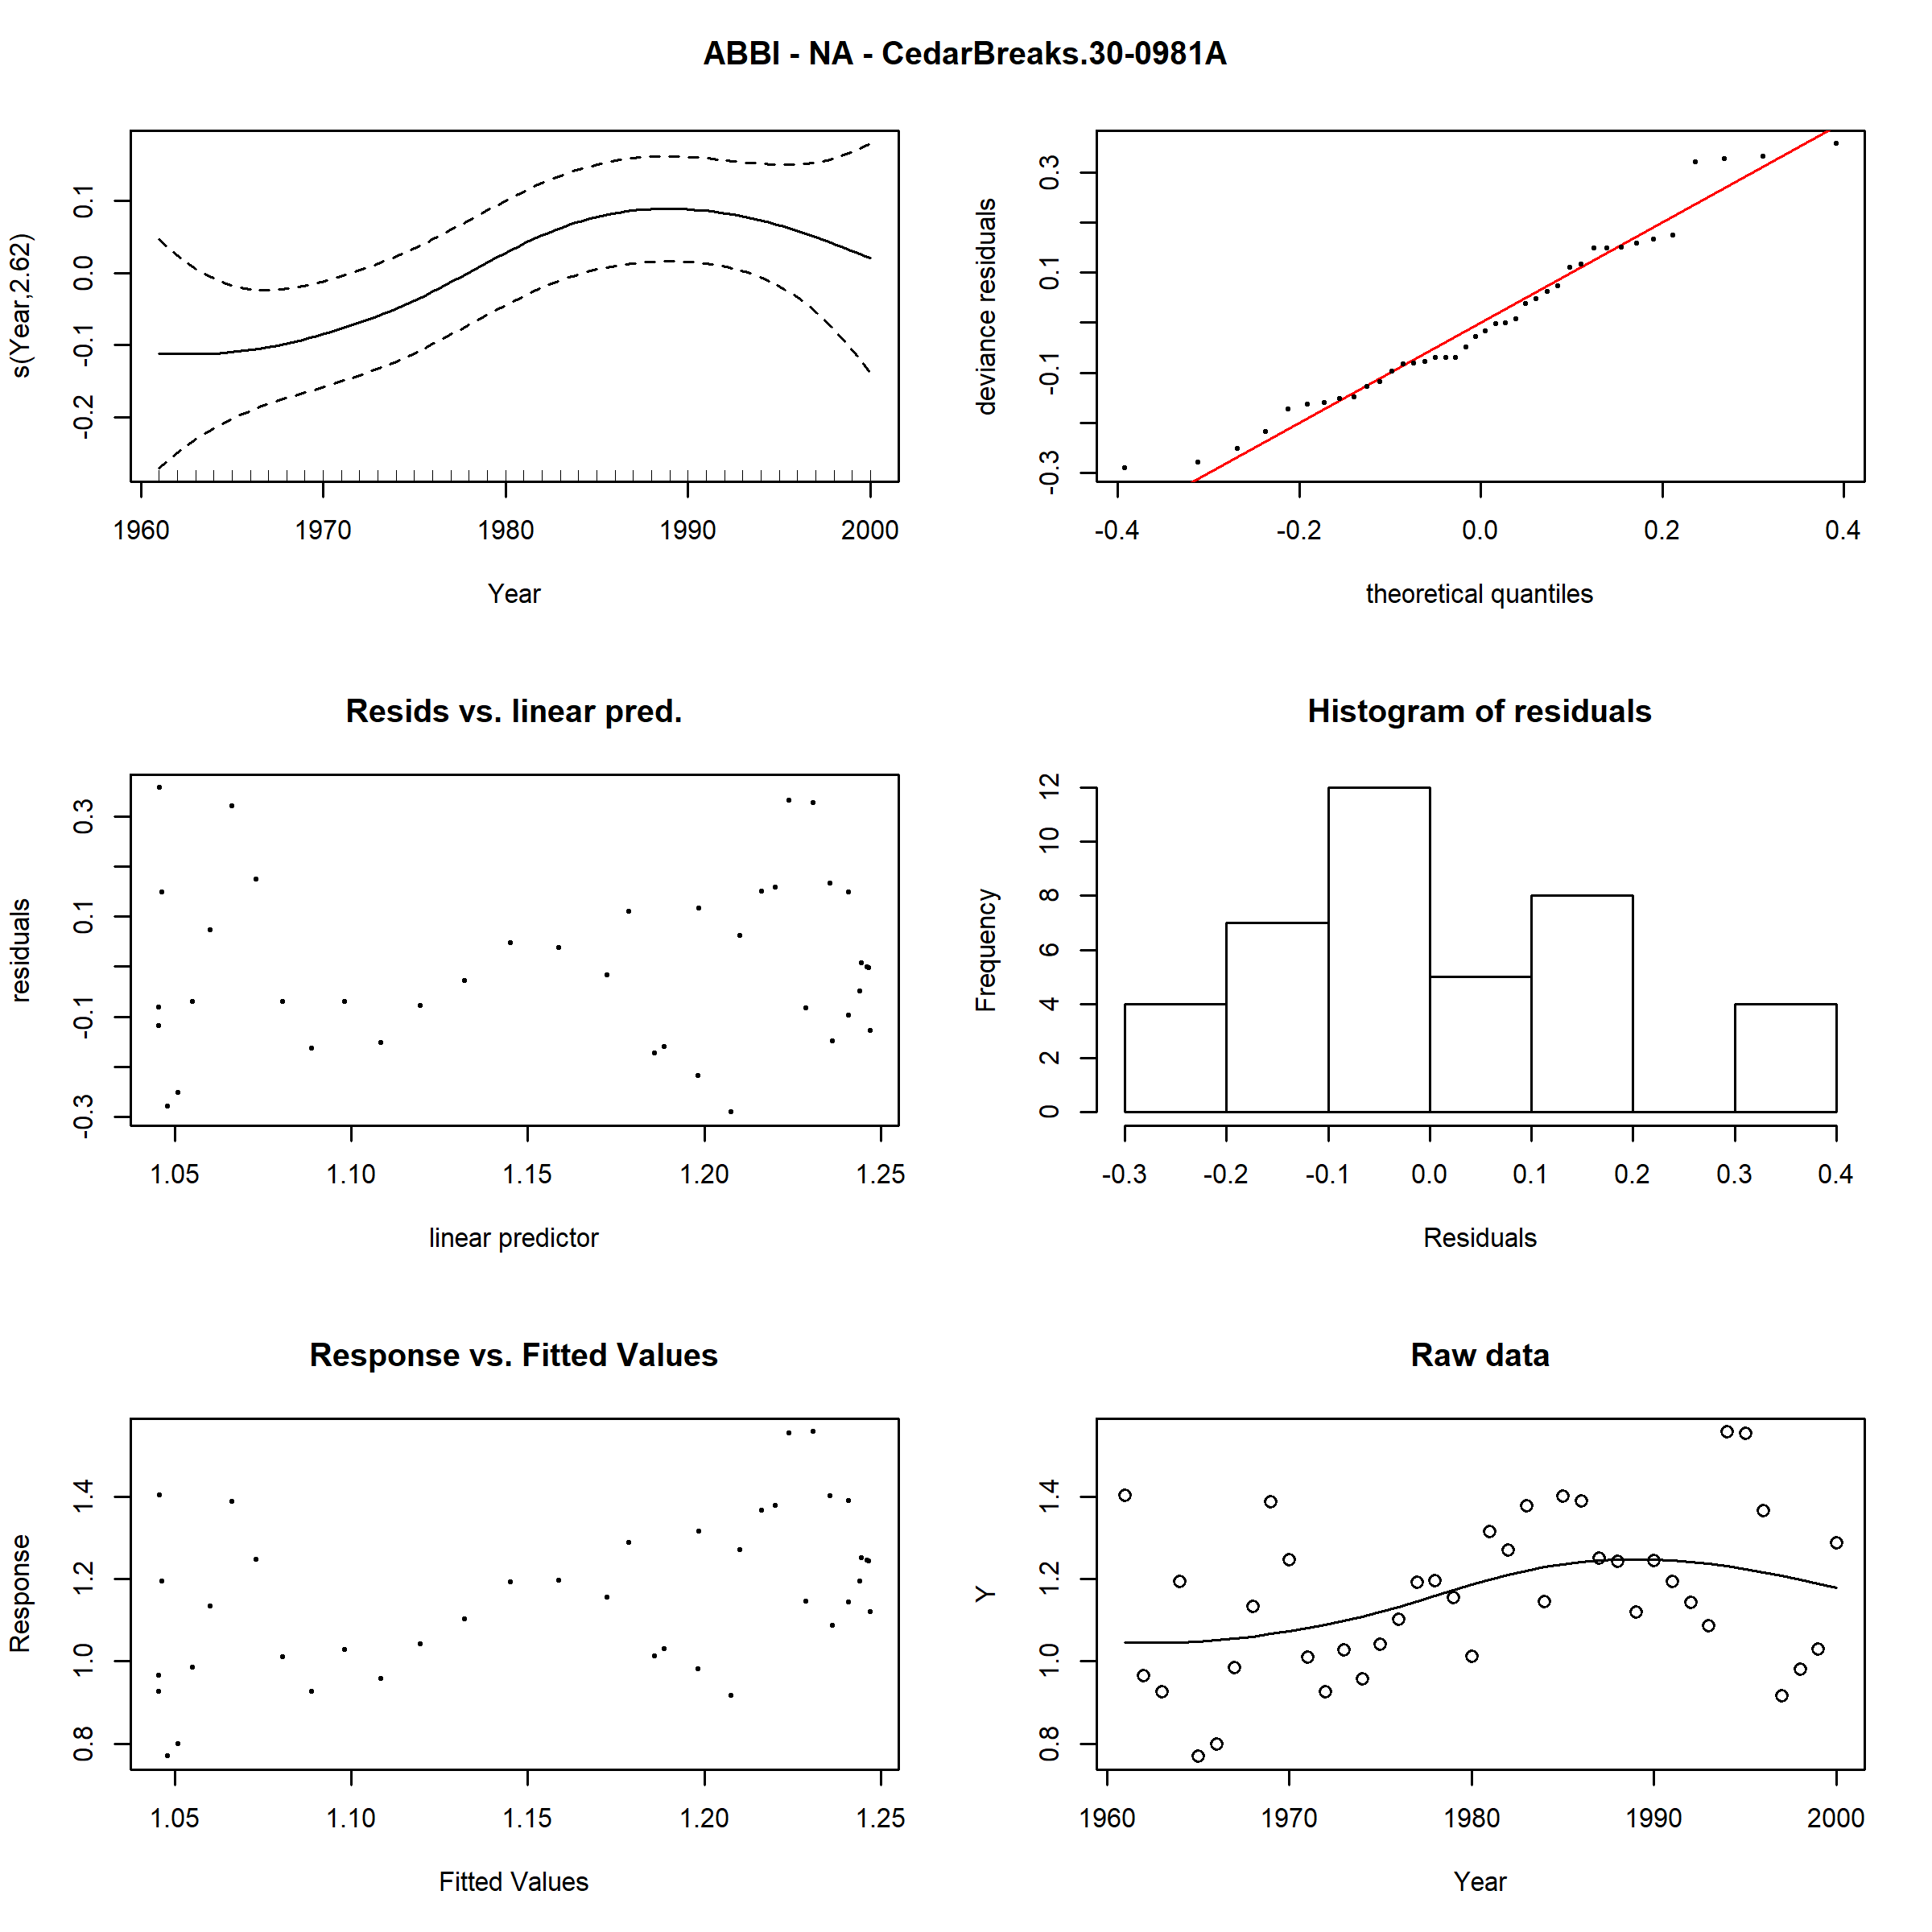 ABBI - NA - CedarBreaks.30-0981A
s(Year,2.62)
-0.2 -0.1 0.0 0.1
1960 1970 1980 1990 2000
Year
deviance residuals
-0.3 -0.1 0.1 0.3
-0.4 -0.2 0.0 0.2 0.4
theoretical quantiles
Resids vs. linear pred.
residuals
-0.3 -0.1 0.1 0.3
1.05 1.10 1.15 1.20 1.25
linear predictor
Histogram of residuals
Frequency
0 2 4 6 8 10 12
-0.3 -0.2 -0.1 0.0 0.1 0.2 0.3 0.4
Residuals
Response vs. Fitted Values
Response
0.8 1.0 1.2 1.4
1.05 1.10 1.15 1.20 1.25
Fitted Values
Raw data
Y
0.8 1.0 1.2 1.4
1960 1970 1980 1990 2000
Year